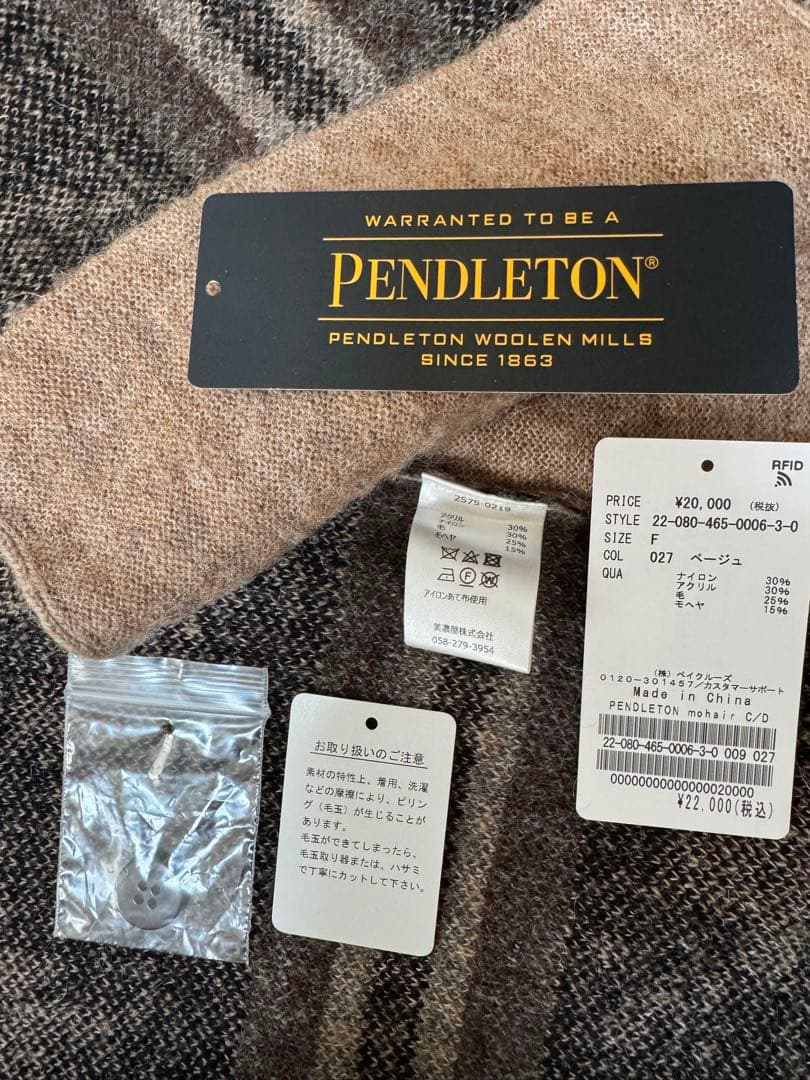 WARRANTED TO BE A
PENDLETON®
PENDLETON WOOLEN MILLS
SINCE 1863
2575-0219
アクリル 30%
ナイロン 30%
毛 25%
モヘヤ 15%
アイロンあて布使用
美濃屋株式会社
058-279-3954
RFID
PRICE ¥20,000 (税抜)
STYLE 22-080-465-0006-3-0
SIZE F
COL 027 ベージュ
QUA ナイロン 30%
アクリル 30%
毛 25%
モヘヤ 15%
(株) ベイクルーズ
0120-301457/カスタマーサポート
Made in China
PENDLETON mohair C/D
22-080-465-0006-3-0 009 027
00000000000000020000
¥22,000(税込)
お取り扱いのご注意
素材の特性上、着用、洗濯
などの摩擦により、ピリン
グ(毛玉)が生じることが
あります。
毛玉ができてしまったら、
毛玉取り器または、ハサミ
で丁寧にカットして下さい。